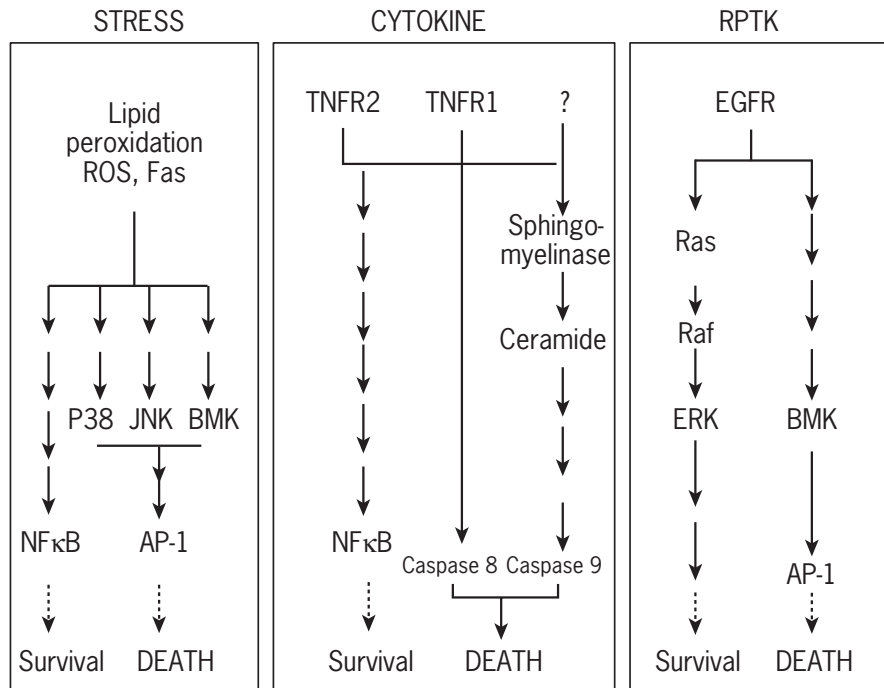 STRESS
Lipid
peroxidation
ROS, Fas
P38 JNK BMK
NFκB AP-1
Survival DEATH
CYTOKINE
TNFR2 TNFR1 ?
Sphingo-
myelinase
Ceramide
NFκB
Caspase 8 Caspase 9
Survival DEATH
RPTK
EGFR
Ras
Raf
ERK BMK
AP-1
Survival DEATH